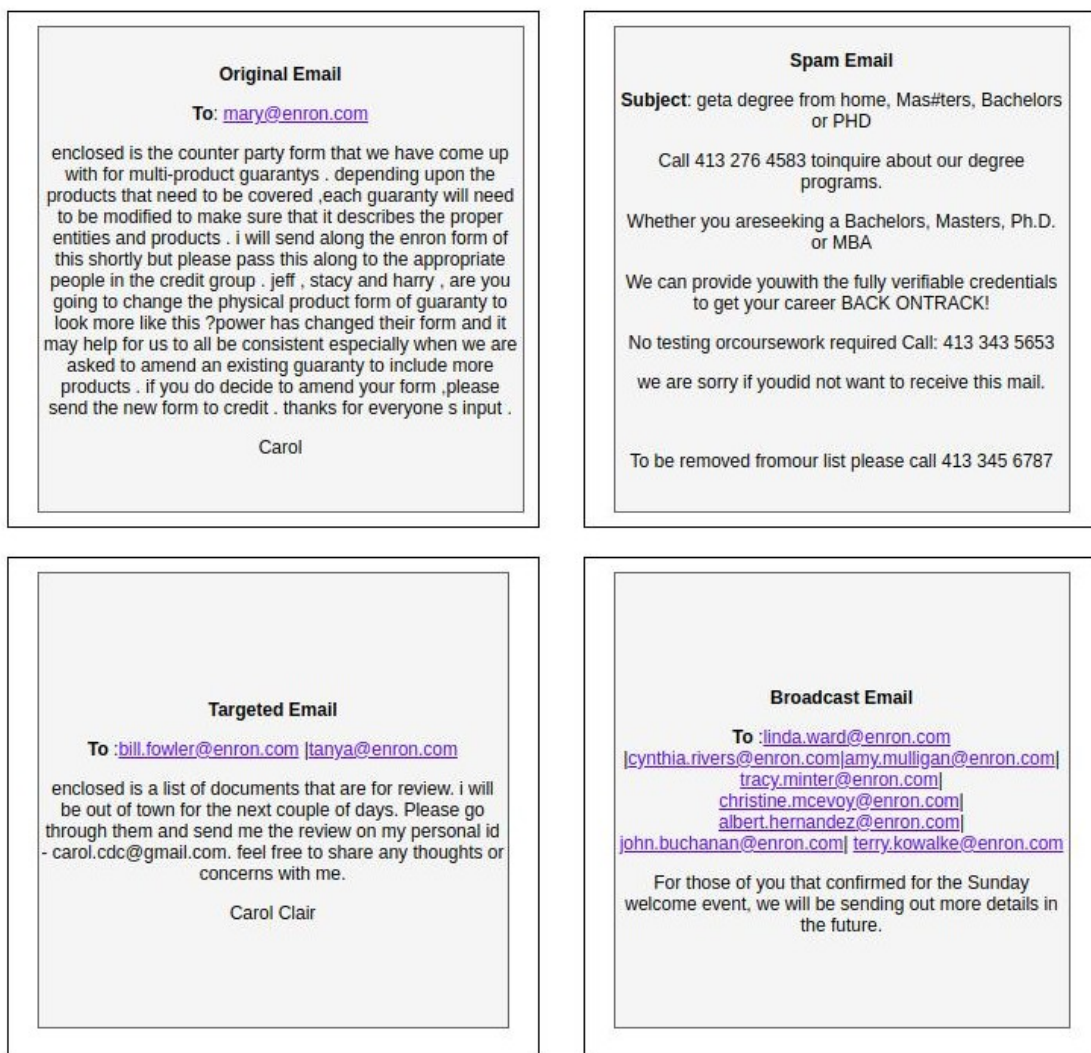 Original Email
To: mary@enron.com
enclosed is the counter party form that we have come up
with for multi-product guarantys . depending upon the
products that need to be covered ,each guaranty will need
to be modified to make sure that it describes the proper
entities and products . i will send along the enron form of
this shortly but please pass this along to the appropriate
people in the credit group . jeff , stacy and harry , are you
going to change the physical product form of guaranty to
look more like this ?power has changed their form and it
may help for us to all be consistent especially when we are
asked to amend an existing guaranty to include more
products . if you do decide to amend your form ,please
send the new form to credit . thanks for everyone s input .
Carol
Spam Email
Subject: geta degree from home, Mas#ters, Bachelors
or PHD
Call 413 276 4583 toinquire about our degree
programs.
Whether you areseeking a Bachelors, Masters, Ph.D.
or MBA
We can provide youwith the fully verifiable credentials
to get your career BACK ONTRACK!
No testing orcoursework required Call: 413 343 5653
we are sorry if youdid not want to receive this mail.
To be removed fromour list please call 413 345 6787
Targeted Email
To :bill.fowler@enron.com |tanya@enron.com
enclosed is a list of documents that are for review. i will
be out of town for the next couple of days. Please go
through them and send me the review on my personal id
- carol.cdc@gmail.com. feel free to share any thoughts or
concerns with me.
Carol Clair
Broadcast Email
To :linda.ward@enron.com
|cynthia.rivers@enron.com|amy.mulligan@enron.com|
tracy.minter@enron.com|
christine.mcevoy@enron.com|
albert.hernandez@enron.com|
john.buchanan@enron.com| terry.kowalke@enron.com
For those of you that confirmed for the Sunday
welcome event, we will be sending out more details in
the future.